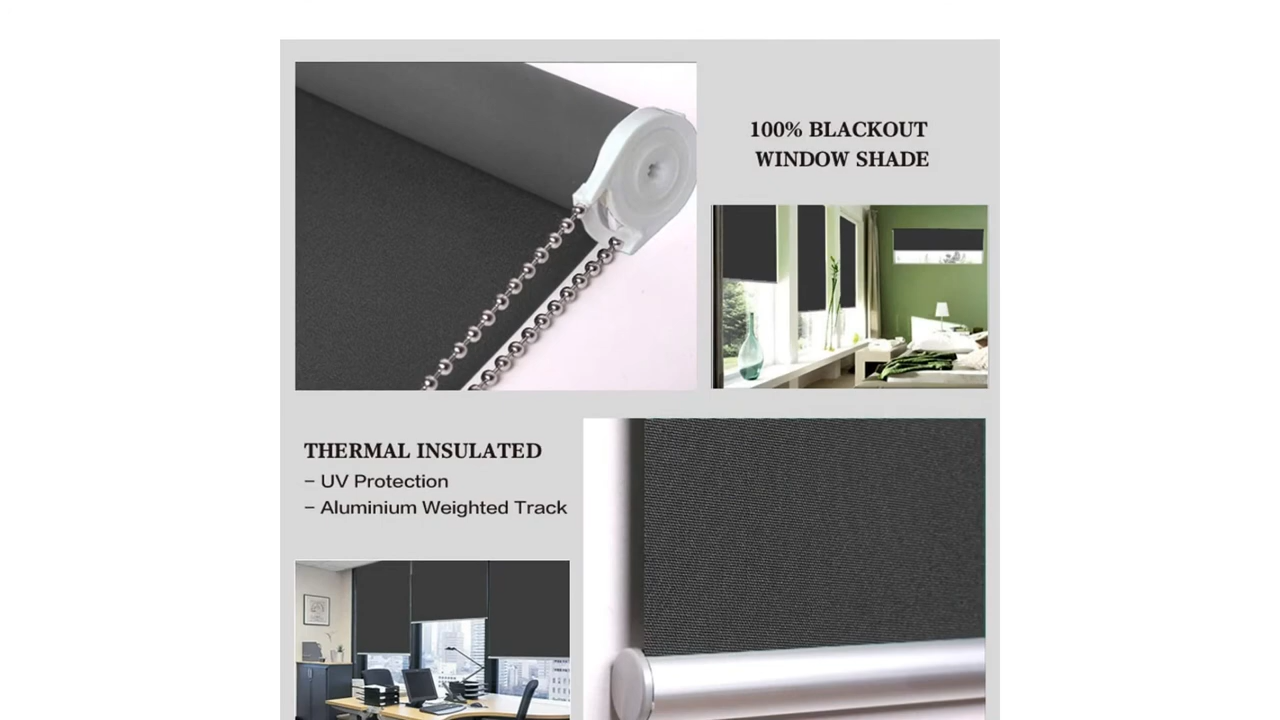 100% BLACKOUT
WINDOW SHADE
THERMAL INSULATED
– UV Protection
– Aluminium Weighted Track